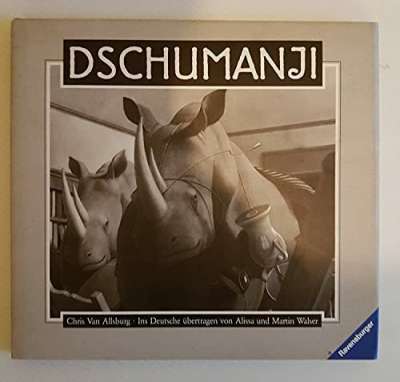 DSCHUMANJI
Chris Van Allsburg · Ins Deutsche übertragen von Alissa und Martin Walser
Ravensburger